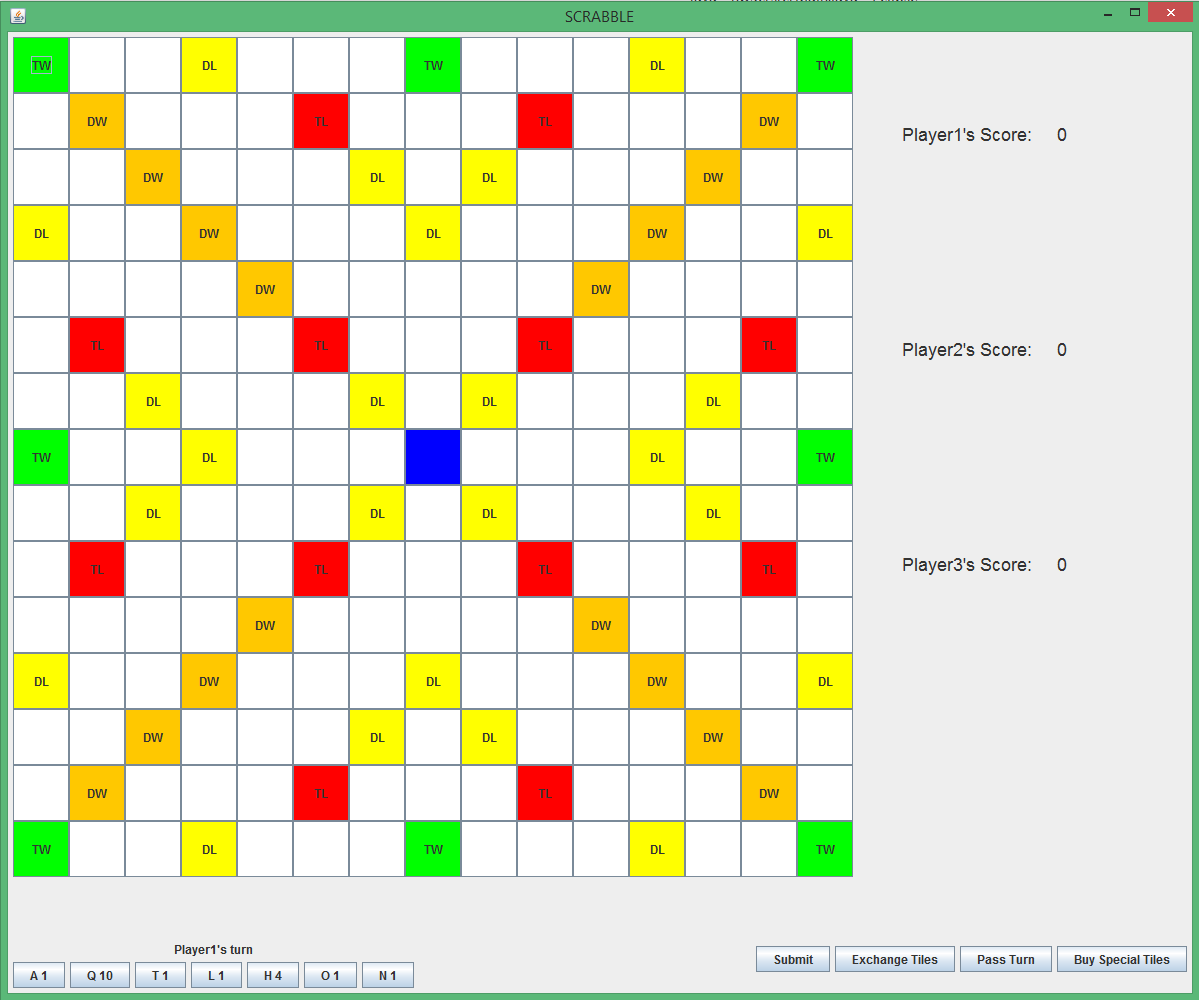 SCRABBLE
TW DL TW DL TW
DW TL TL DW
Player1's Score: 0
DW DL DL DW
DL DW DL DW DL
DW DW
TL TL TL TL
Player2's Score: 0
DL DL DL DL
TW DL DL TW
DL DL DL DL
TL TL TL TL
Player3's Score: 0
DW DW
DL DW DL DW DL
DW DL DL DW
DW TL TL DW
TW DL TW DL TW
Player1's turn
A 1 Q 10 T 1 L 1 H 4 O 1 N 1
Submit Exchange Tiles Pass Turn Buy Special Tiles